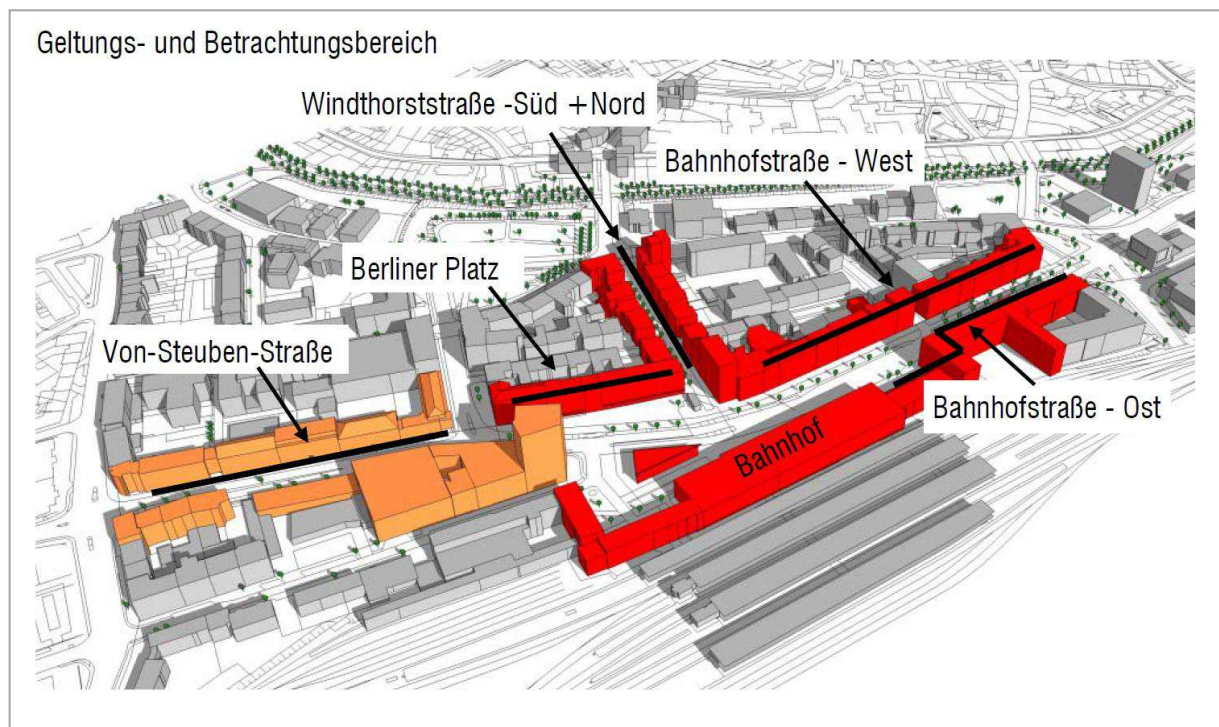 Geltungs- und Betrachtungsbereich
Windthorststraße -Süd +Nord
Bahnhofstraße - West
Berliner Platz
Von-Steuben-Straße
Bahnhofstraße - Ost
Bahnhof